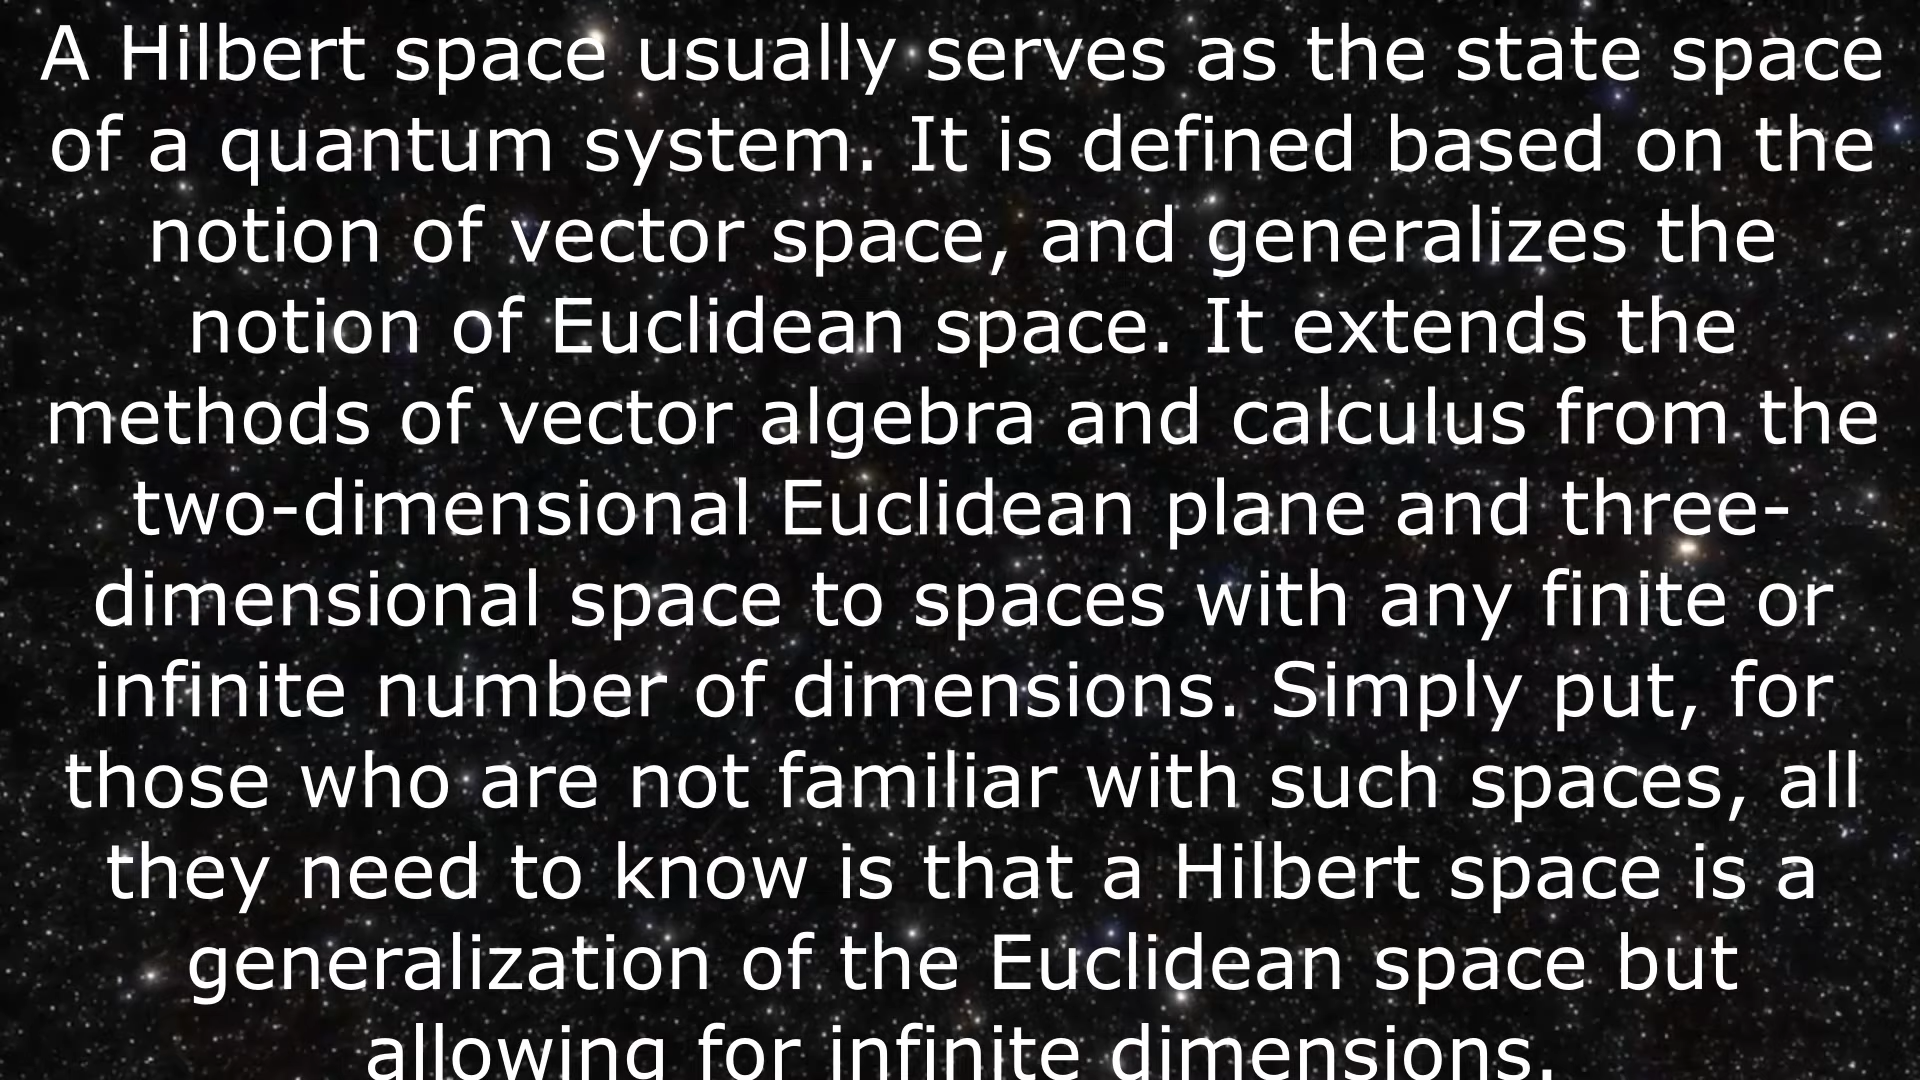 A Hilbert space usually serves as the state space
of a quantum system. It is defined based on the
notion of vector space, and generalizes the
notion of Euclidean space. It extends the
methods of vector algebra and calculus from the
two-dimensional Euclidean plane and three-
dimensional space to spaces with any finite or
infinite number of dimensions. Simply put, for
those who are not familiar with such spaces, all
they need to know is that a Hilbert space is a
generalization of the Euclidean space but
allowing for infinite dimensions.